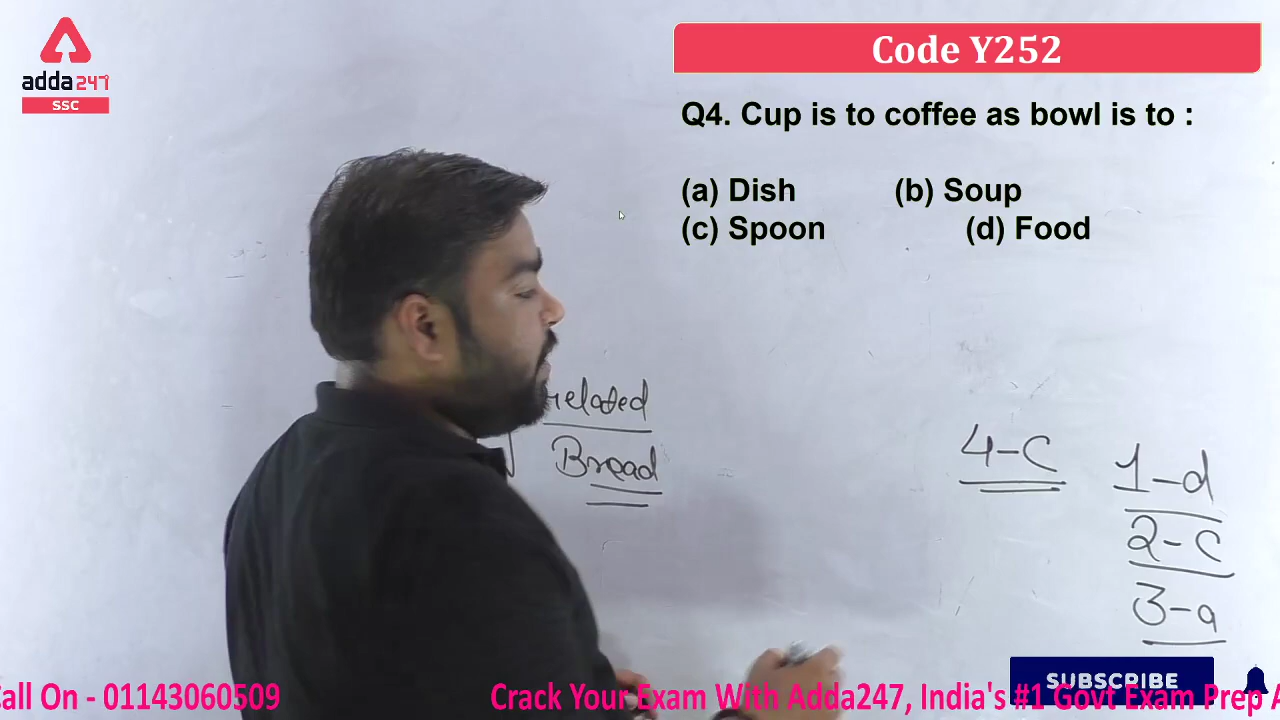 adda247
SSC
Code Y252
Q4. Cup is to coffee as bowl is to :
(a) Dish (b) Soup
(c) Spoon (d) Food
related
Bread
4-C
1-d
2-C
3-a
SUBSCRIBE
Call On - 01143060509 Crack Your Exam With Adda247, India's #1 Govt Exam Prep